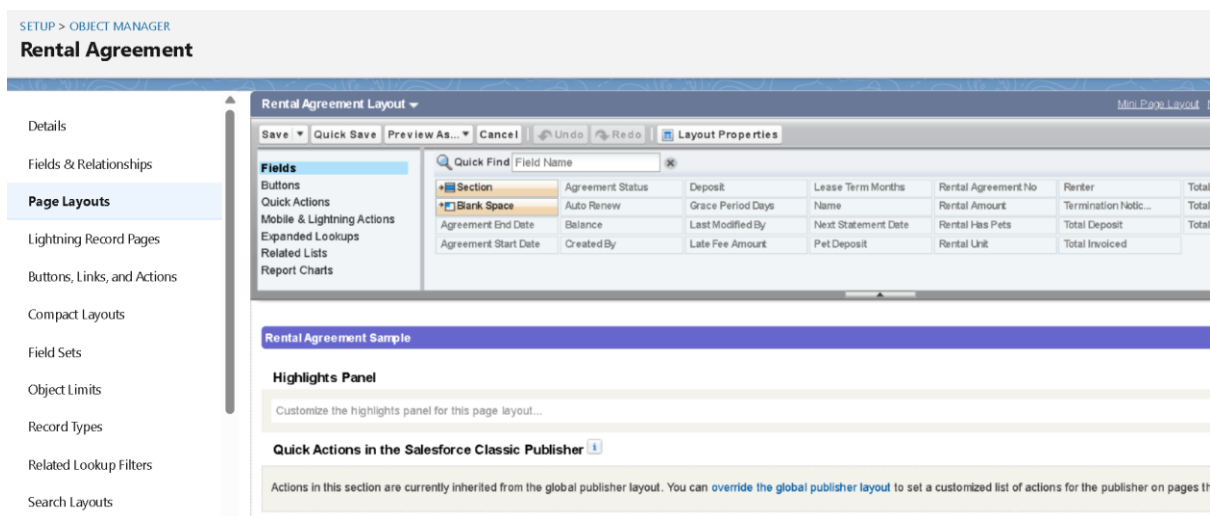 SETUP > OBJECT MANAGER
Rental Agreement
Details
Fields & Relationships
Page Layouts
Lightning Record Pages
Buttons, Links, and Actions
Compact Layouts
Field Sets
Object Limits
Record Types
Related Lookup Filters
Search Layouts
Rental Agreement Layout
Mini Page Layout
Save Quick Save Preview As... Cancel Undo Redo Layout Properties
Fields
Buttons
Quick Actions
Mobile & Lightning Actions
Expanded Lookups
Related Lists
Report Charts
Quick Find Field Name
Section Agreement Status Deposit Lease Term Months Rental Agreement No Renter Total
Blank Space Auto Renew Grace Period Days Name Rental Amount Termination Notic... Total
Agreement End Date Balance Last Modified By Next Statement Date Rental Has Pets Total Deposit Total
Agreement Start Date Created By Late Fee Amount Pet Deposit Rental Unit Total Invoiced
Rental Agreement Sample
Highlights Panel
Customize the highlights panel for this page layout...
Quick Actions in the Salesforce Classic Publisher i
Actions in this section are currently inherited from the global publisher layout. You can override the global publisher layout to set a customized list of actions for the publisher on pages